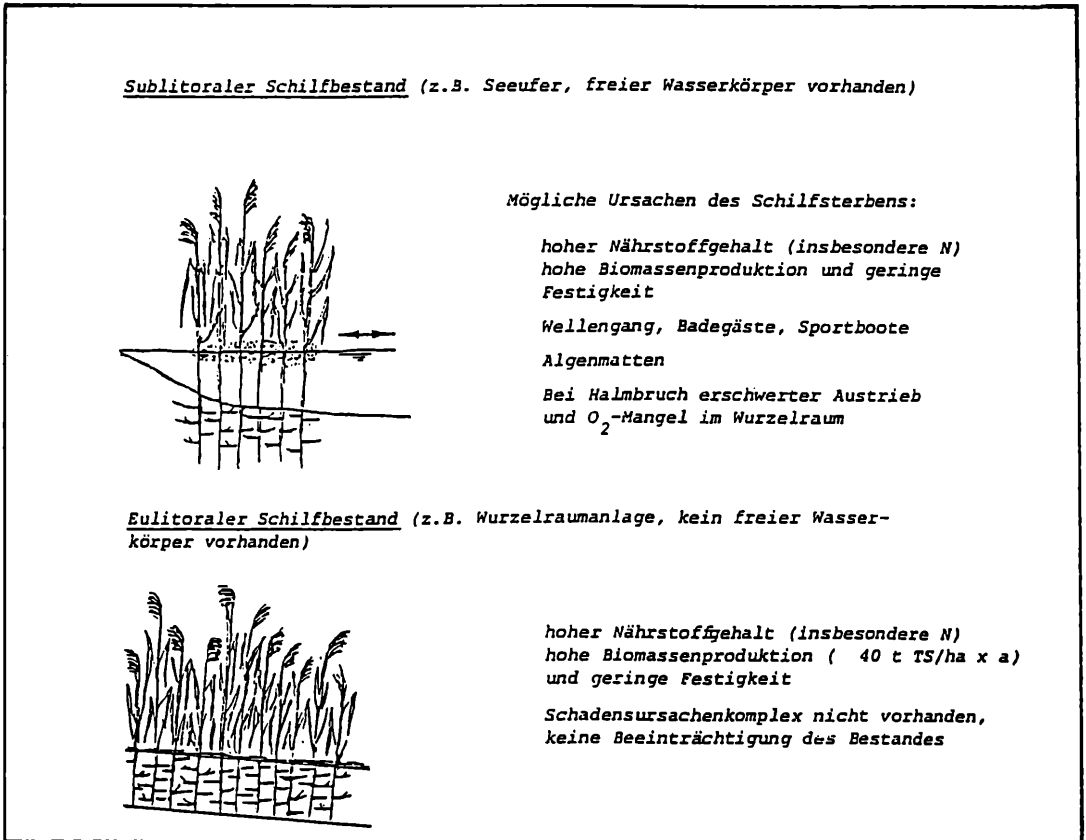 Sublitoraler Schilfbestand (z.B. Seeufer, freier Wasserkörper vorhanden)
Mögliche Ursachen des Schilfsterbens:
hoher Nährstoffgehalt (insbesondere N)
hohe Biomassenproduktion und geringe
Festigkeit
Wellengang, Badegäste, Sportboote
Algenmatten
Bei Halmbruch erschwerter Austrieb
und O2-Mangel im Wurzelraum
Eulitoraler Schilfbestand (z.B. Wurzelraumanlage, kein freier Wasser-
körper vorhanden)
hoher Nährstoffgehalt (insbesondere N)
hohe Biomassenproduktion ( 40 t TS/ha x a)
und geringe Festigkeit
Schadensursachenkomplex nicht vorhanden,
keine Beeinträchtigung des Bestandes